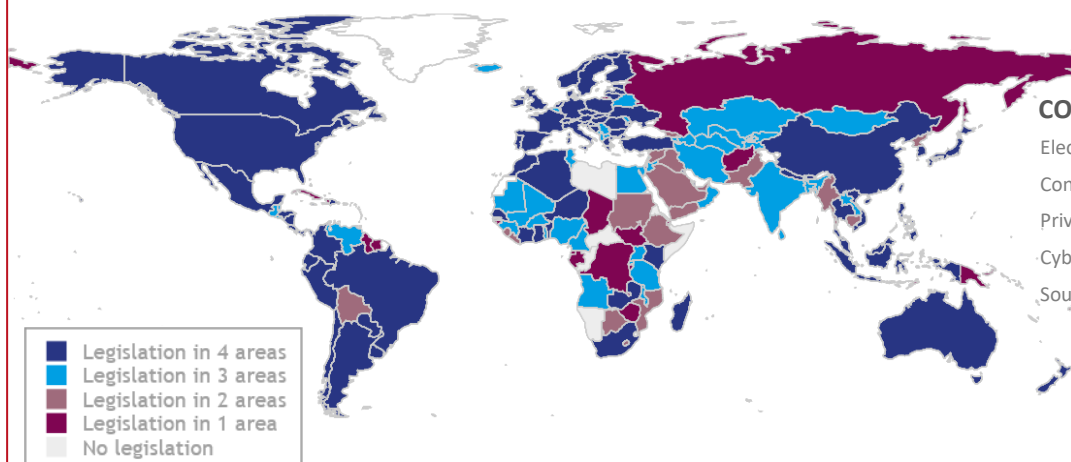 CO
Elec
Con
Priv
Cyb
Sou
Legislation in 4 areas
Legislation in 3 areas
Legislation in 2 areas
Legislation in 1 area
No legislation